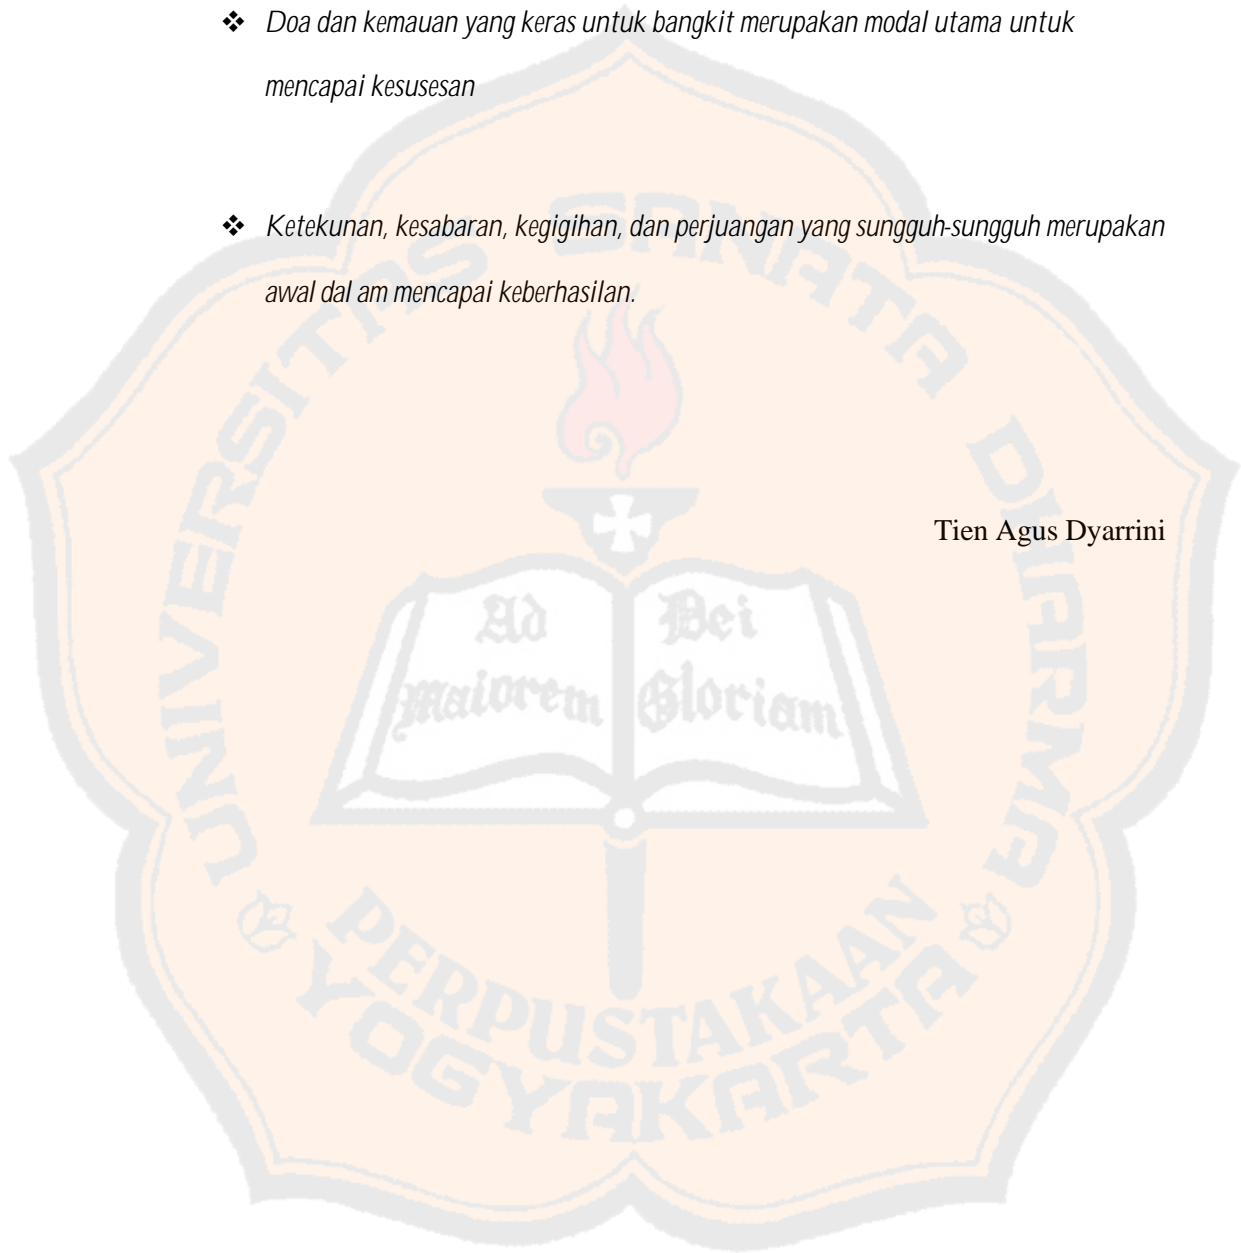 ❖ Doa dan kemauan yang keras untuk bangkit merupakan modal utama untuk
mencapai kesusesan
❖ Ketekunan, kesabaran, kegigihan, dan perjuangan yang sungguh-sungguh merupakan
awal dal am mencapai keberhasilan.
Tien Agus Dyarrini
UNIVERSITAS SANATA DHARMA
Ad Dei
Maiorem Gloriam
PERPUSTAKAAN
YOGYAKARTA